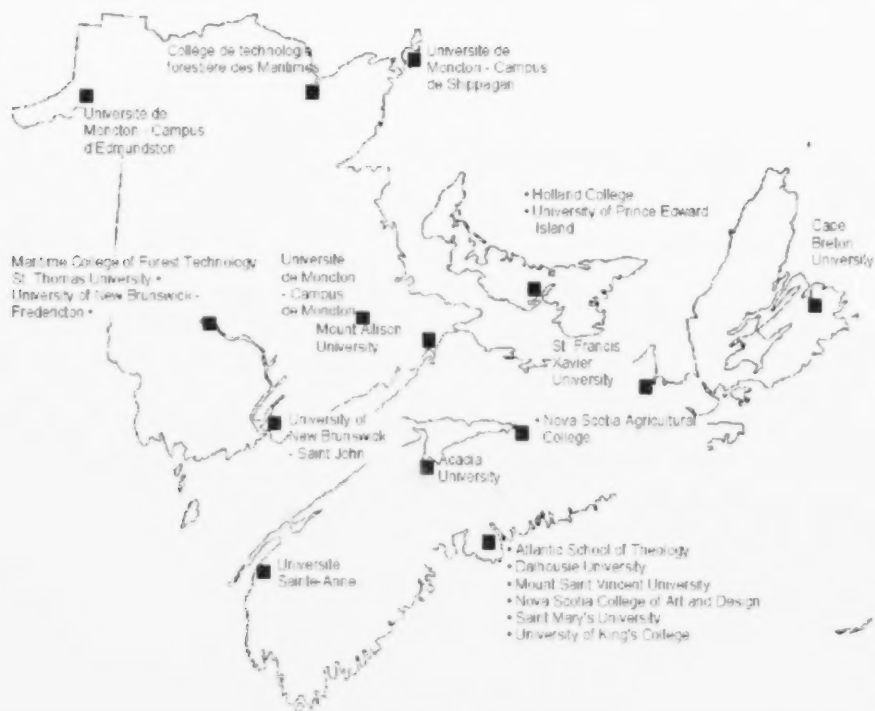 Collège de technologie
forestière des Maritimes
Université de
Moncton - Campus
de Shippagan
Université de
Moncton - Campus
d'Edmundston
• Holland College
• University of Prince Edward
Island
Cape
Breton
University
Maritime College of Forest Technology
St. Thomas University •
University of New Brunswick-
Fredericton •
Université
de Moncton
- Campus
de Moncton
Mount Allison
University
St. Francis
Xavier
University
University of
New Brunswick
- Saint John
• Nova Scotia Agricultural
College
Acadia
University
Université
Sainte-Anne
• Atlantic School of Theology
• Dalhousie University
• Mount Saint Vincent University
• Nova Scotia College of Art and Design
• Saint Mary's University
• University of King's College